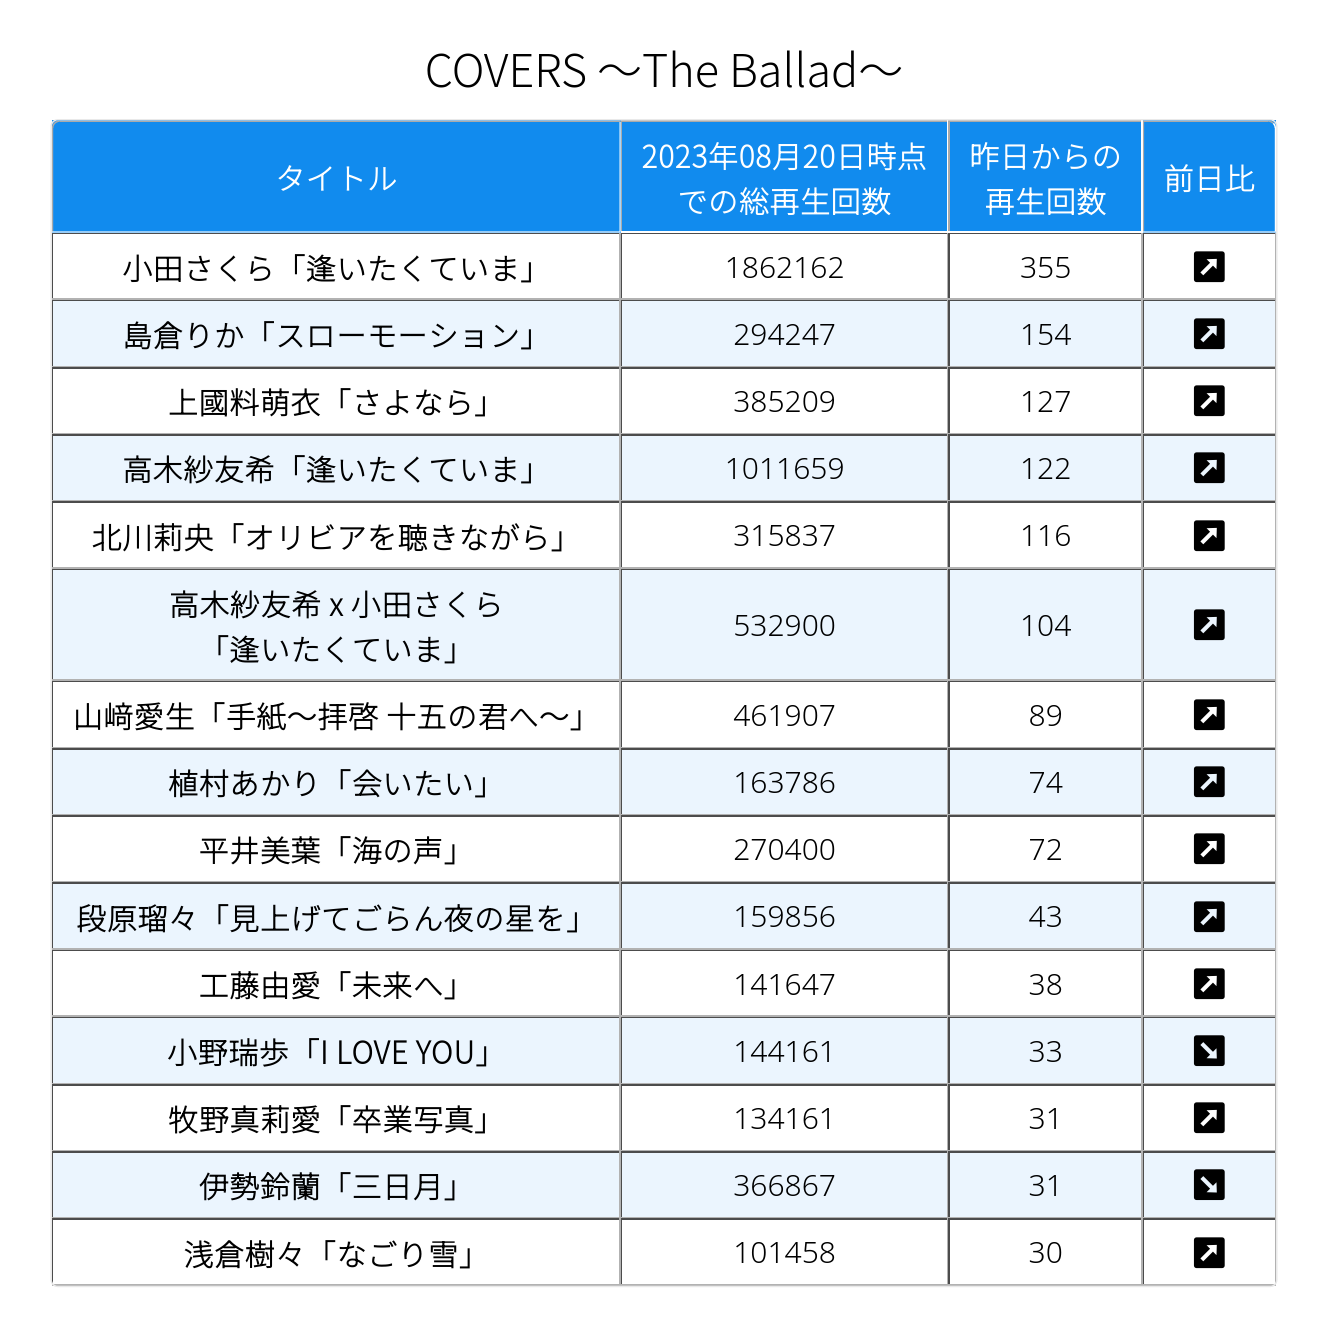 COVERS ～The Ballad～
タイトル
2023年08月20日時点
での総再生回数
昨日からの
再生回数
前日比
小田さくら「逢いたくていま」 1862162 355
島倉りか「スローモーション」 294247 154
上國料萌衣「さよなら」 385209 127
高木紗友希「逢いたくていま」 1011659 122
北川莉央「オリビアを聴きながら」 315837 116
高木紗友希 x 小田さくら
「逢いたくていま」 532900 104
山﨑愛生「手紙～拝啓 十五の君へ～」 461907 89
植村あかり「会いたい」 163786 74
平井美葉「海の声」 270400 72
段原瑠々「見上げてごらん夜の星を」 159856 43
工藤由愛「未来へ」 141647 38
小野瑞歩「I LOVE YOU」 144161 33
牧野真莉愛「卒業写真」 134161 31
伊勢鈴蘭「三日月」 366867 31
浅倉樹々「なごり雪」 101458 30